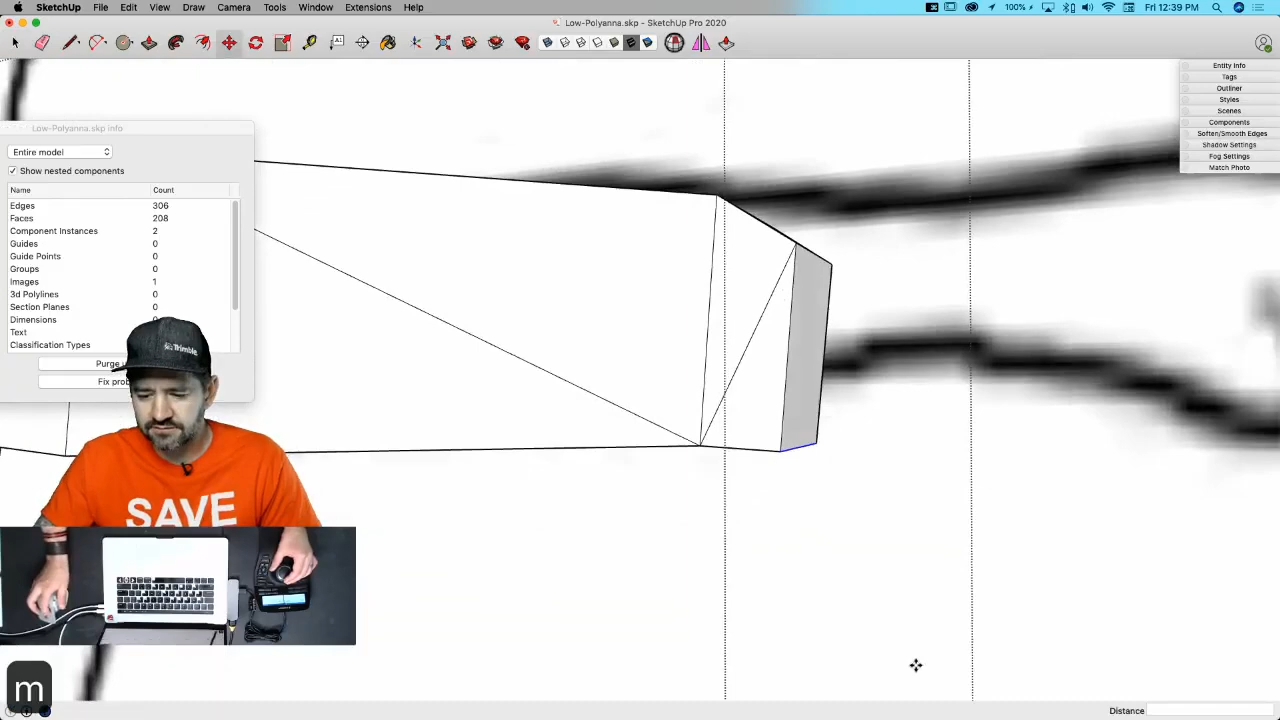 SketchUp File Edit View Draw Camera Tools Window Extensions Help
100% Fri 12:39 PM
Low-Polyanna.skp - SketchUp Pro 2020
Entity Info
Tags
Outliner
Styles
Scenes
Components
Soften/Smooth Edges
Shadow Settings
Fog Settings
Match Photo
Low-Polyanna.skp info
Entire model
Show nested components
Name Count
Edges 306
Faces 208
Component Instances 2
Guides 0
Guide Points 0
Groups 0
Images 1
3d Polylines 0
Section Planes 0
Dimensions 0
Text
Classification Types
Purge
Fix
Trimble
SAVE
m
Distance